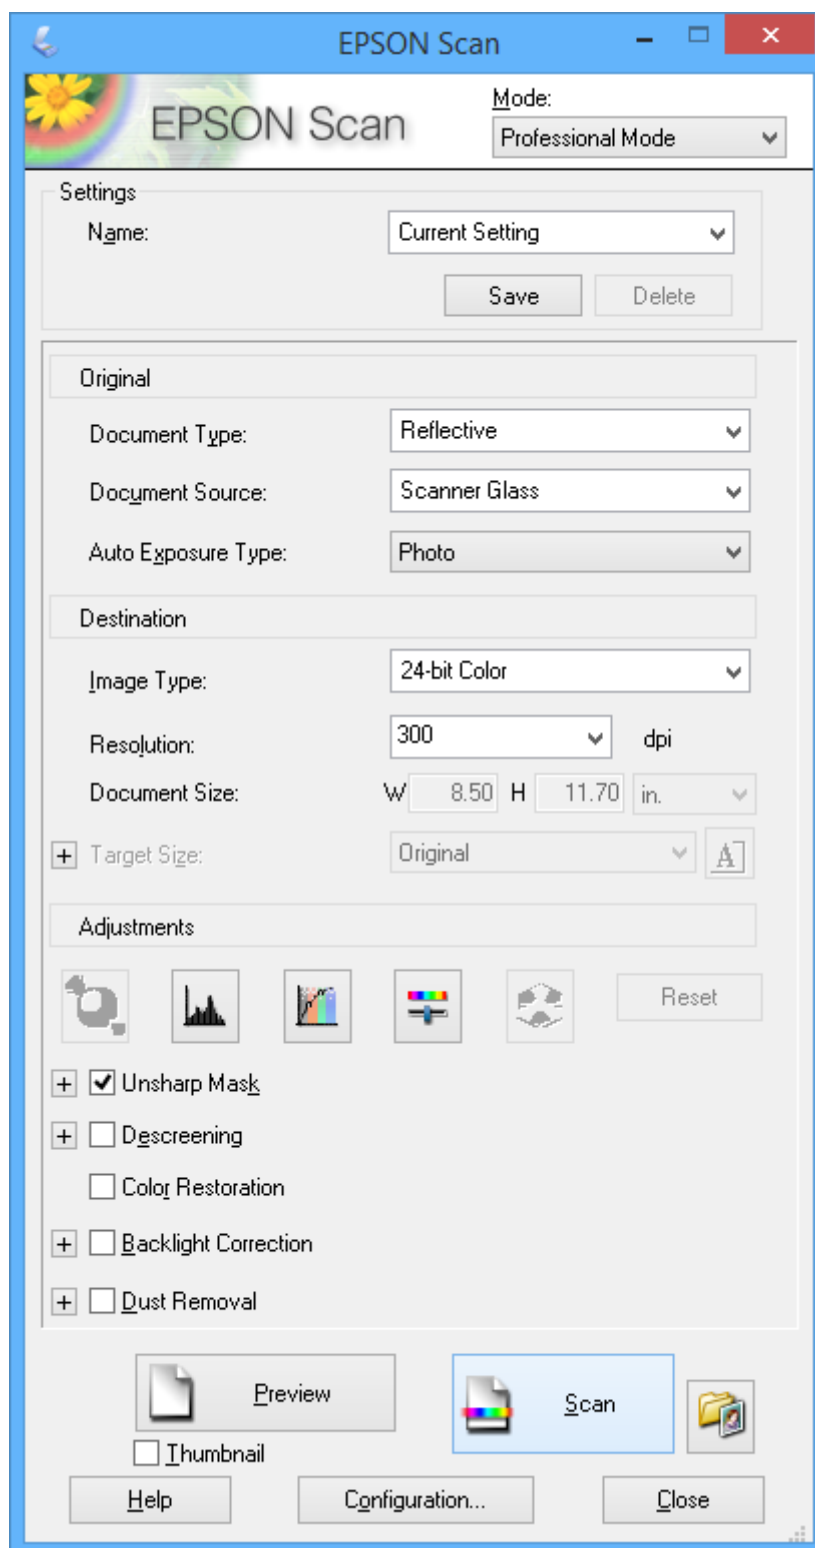 EPSON Scan
EPSON Scan
Mode:
Professional Mode
Settings
Name: Current Setting
Save Delete
Original
Document Type: Reflective
Document Source: Scanner Glass
Auto Exposure Type: Photo
Destination
Image Type: 24-bit Color
Resolution: 300 dpi
Document Size: W 8.50 H 11.70 in.
+ Target Size: Original A
Adjustments
Reset
+ Unsharp Mask
+ Descreening
Color Restoration
+ Backlight Correction
+ Dust Removal
Preview Scan
Thumbnail
Help Configuration... Close